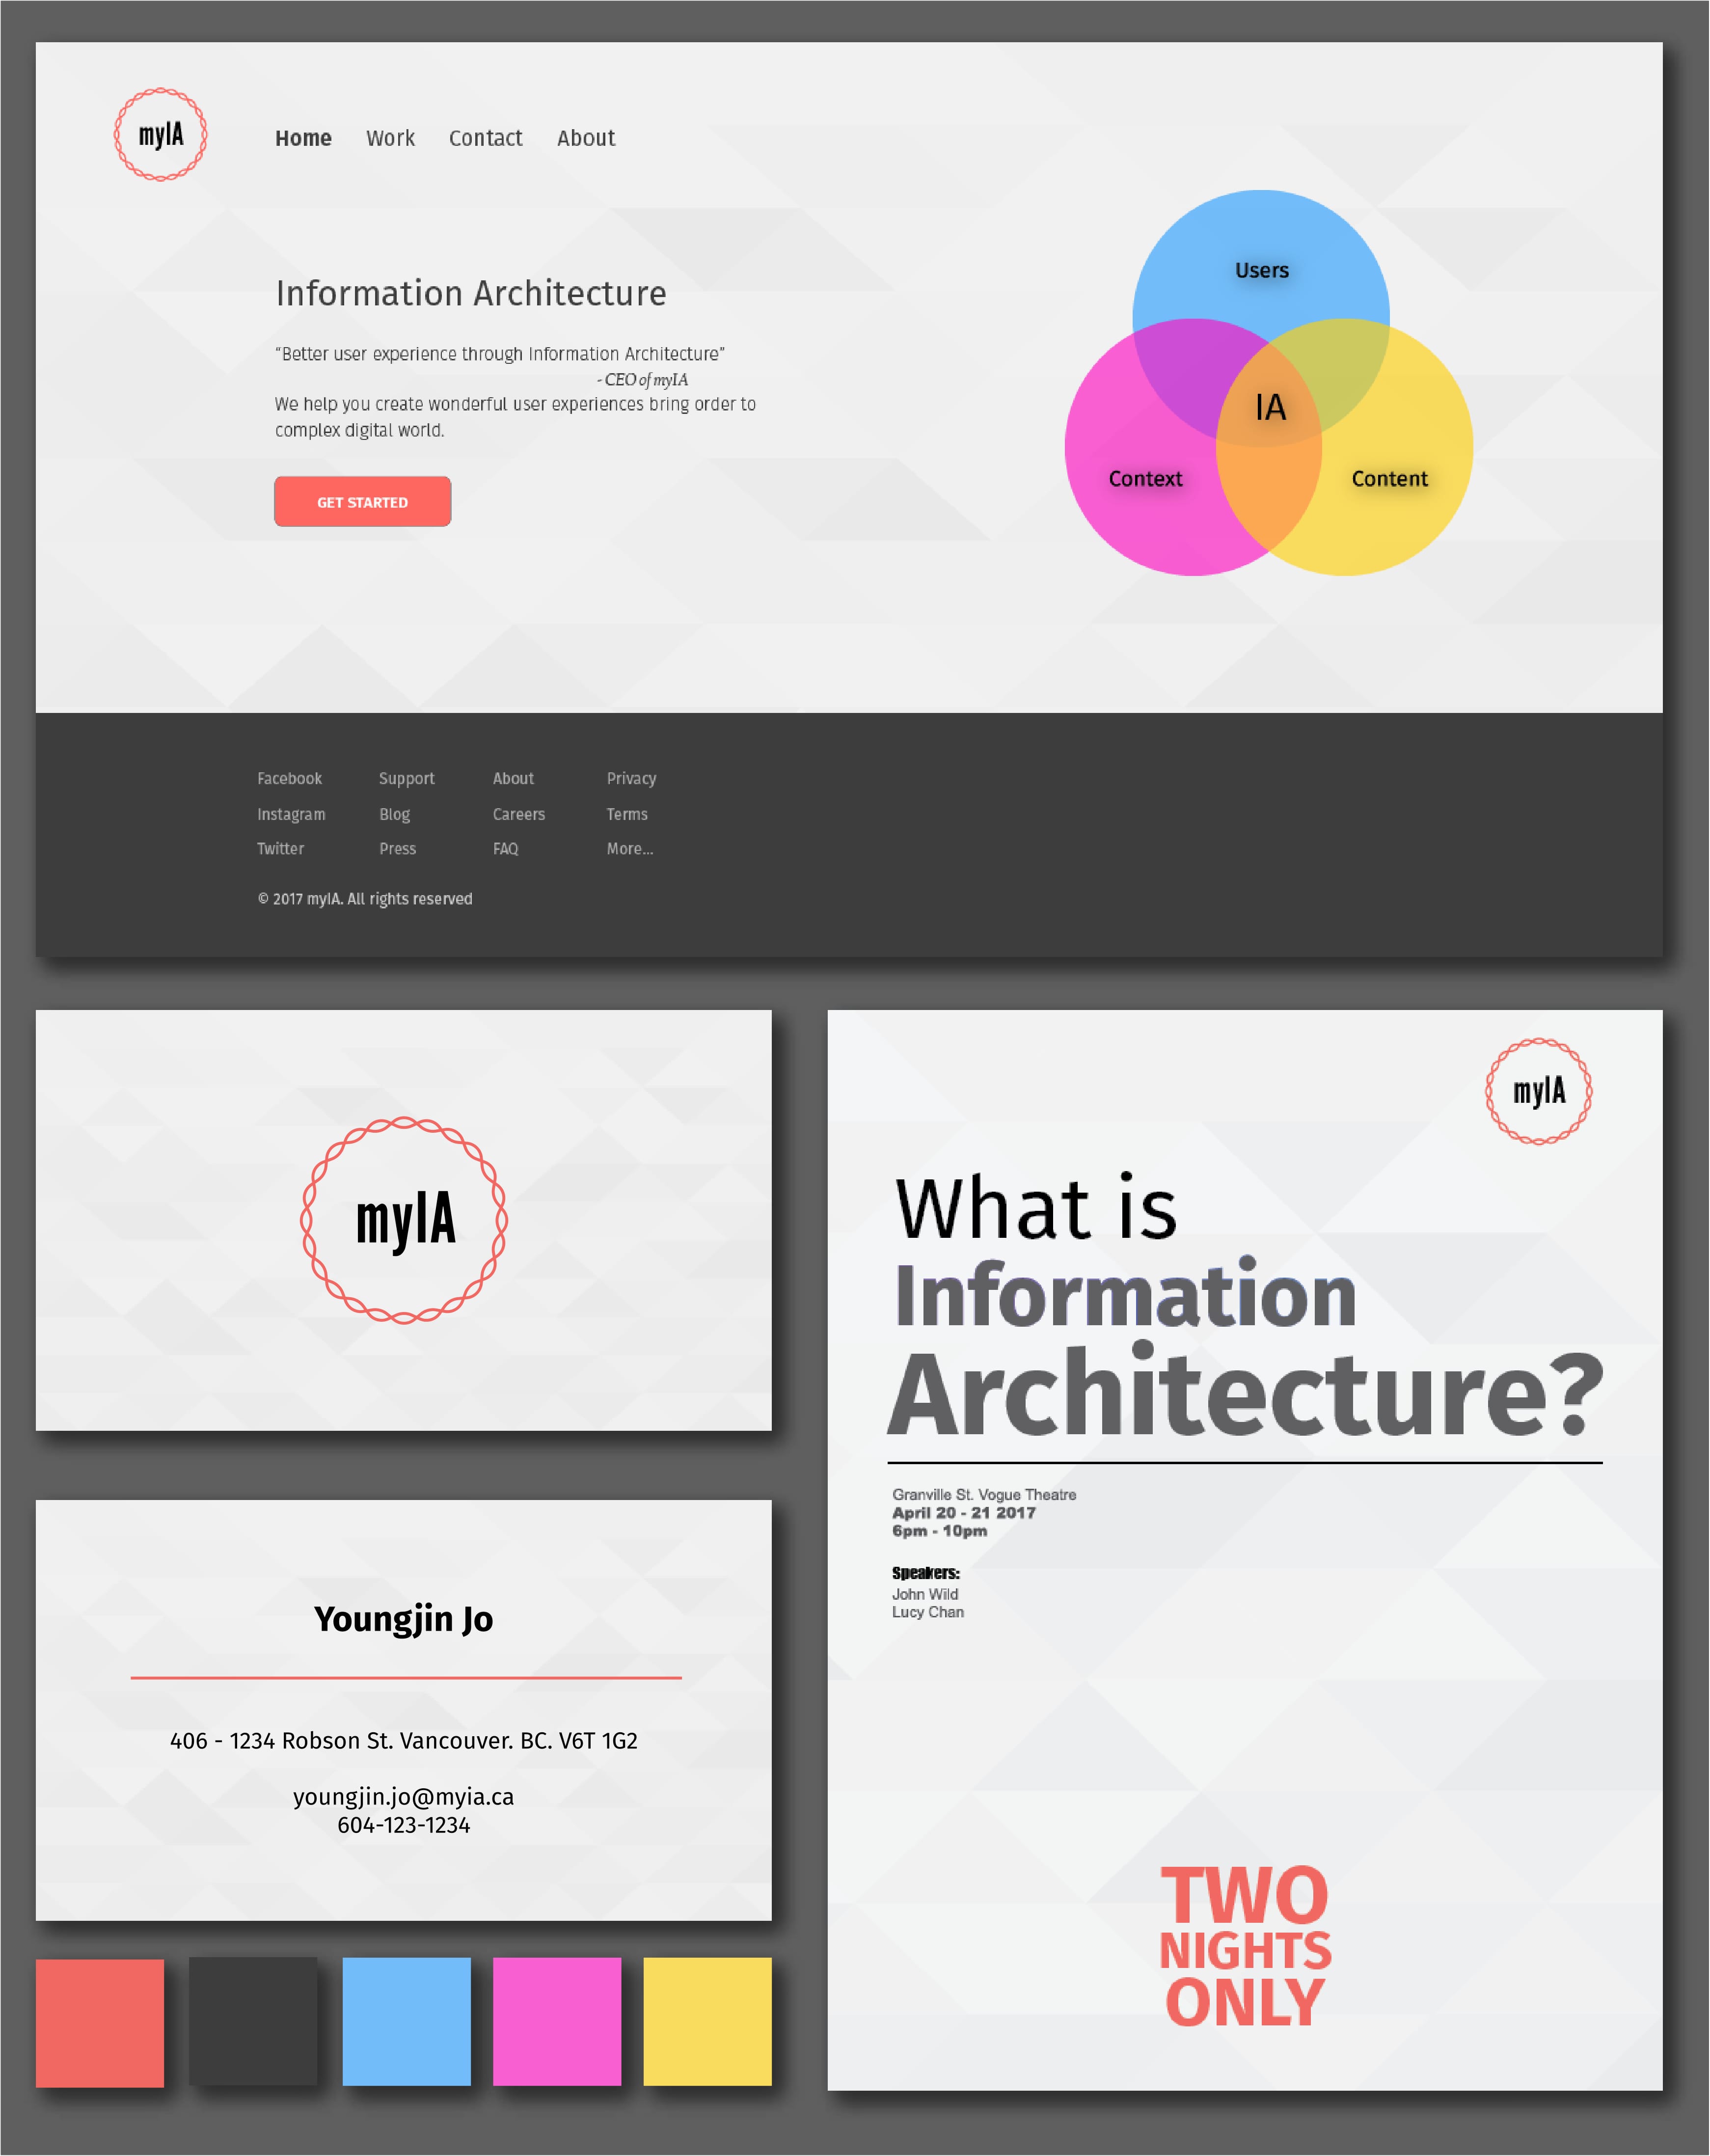 myIA
Home Work Contact About
Information Architecture
“Better user experience through Information Architecture”
- CEO of myIA
We help you create wonderful user experiences bring order to
complex digital world.
GET STARTED
Users
IA
Context
Content
Facebook Support About Privacy
Instagram Blog Careers Terms
Twitter Press FAQ More...
© 2017 myIA. All rights reserved
myIA
Youngjin Jo
406 - 1234 Robson St. Vancouver. BC. V6T 1G2
youngjin.jo@myia.ca
604-123-1234
myIA
What is
Information
Architecture?
Granville St. Vogue Theatre
April 20 - 21 2017
6pm - 10pm
Speakers:
John Wild
Lucy Chan
TWO
NIGHTS
ONLY